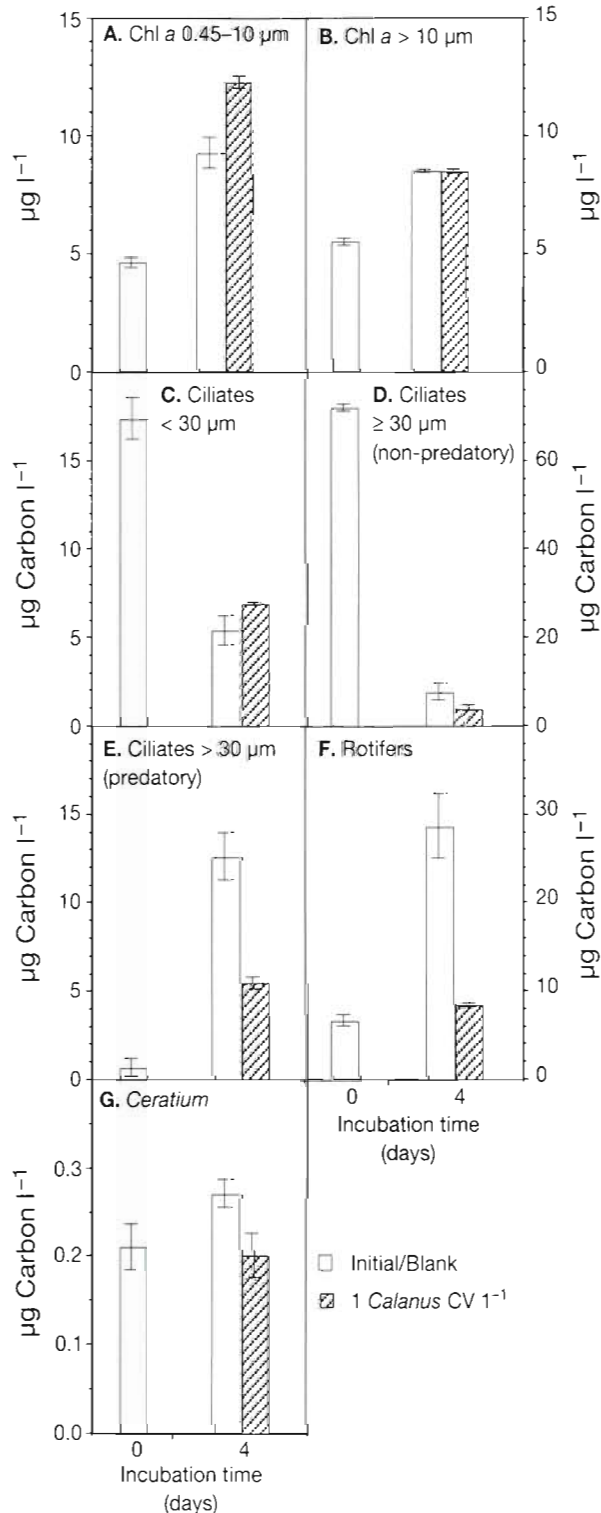 A. Chl a 0.45–10 µm
B. Chl a > 10 µm
15
10
5
0
µg l⁻¹
15
10
5
0
µg l⁻¹
C. Ciliates
< 30 µm
D. Ciliates
≥ 30 µm
(non-predatory)
15
10
5
0
µg Carbon l⁻¹
60
40
20
0
µg Carbon l⁻¹
E. Ciliates > 30 µm
(predatory)
F. Rotifers
15
10
5
0
µg Carbon l⁻¹
30
20
10
0
µg Carbon l⁻¹
0 4
Incubation time
(days)
G. Ceratium
0.3
0.2
0.1
0.0
µg Carbon l⁻¹
0 4
Incubation time
(days)
Initial/Blank
1 Calanus CV 1⁻¹